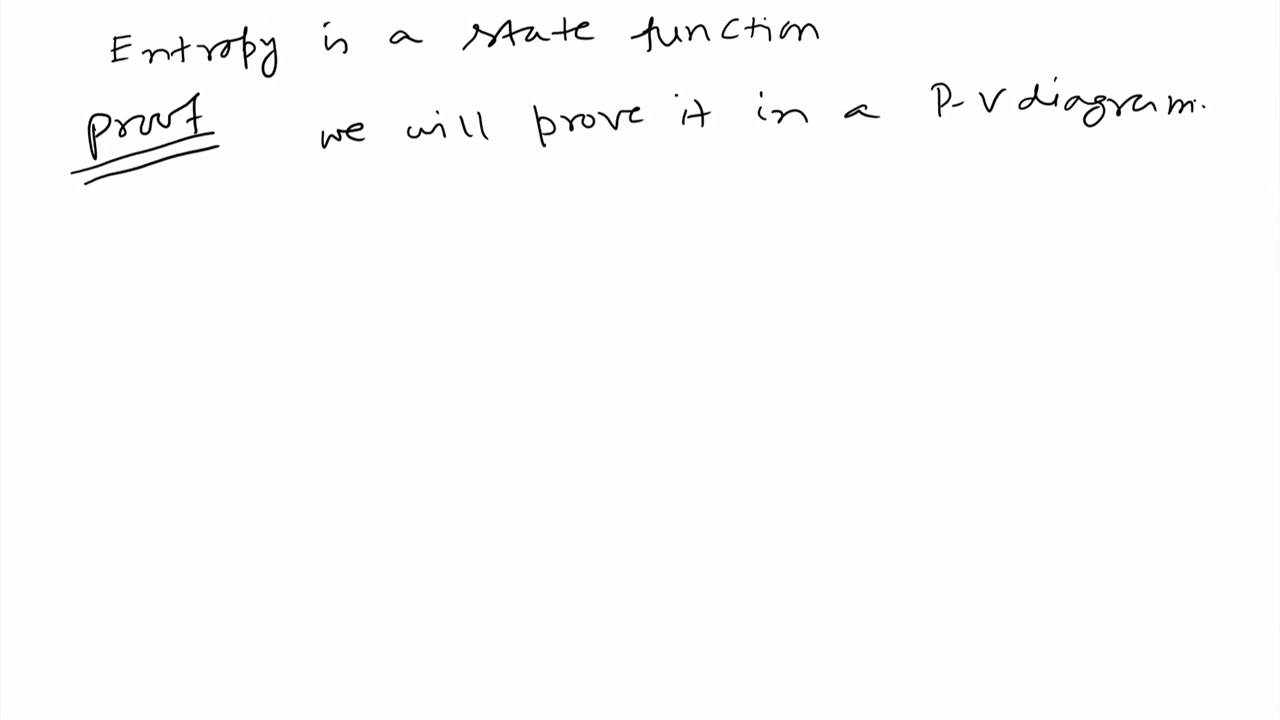 Entropy is a state function
Proof we will prove it in a P-V diagram.